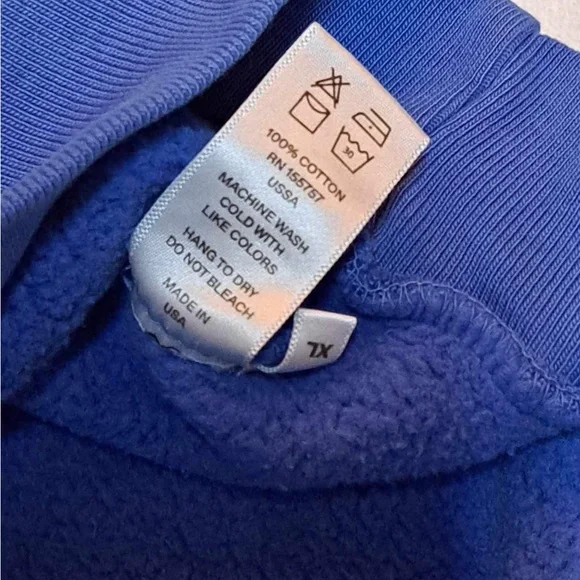 30
100% COTTON
RN 155757
USSA
MACHINE WASH
COLD WITH
LIKE COLORS
HANG TO DRY
DO NOT BLEACH
MADE IN
USA
XL